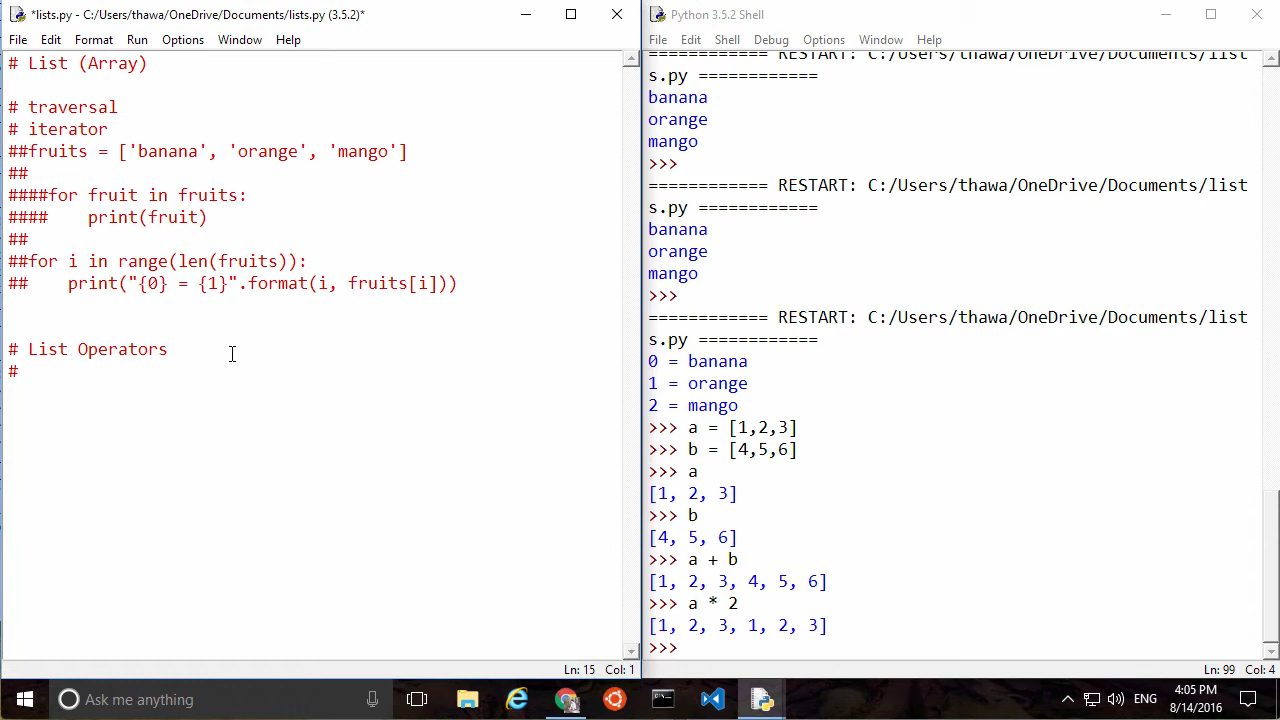 *lists.py - C:/Users/thawa/OneDrive/Documents/lists.py (3.5.2)*
File Edit Format Run Options Window Help
# List (Array)
# traversal
# iterator
##fruits = ['banana', 'orange', 'mango']
##
####for fruit in fruits:
####    print(fruit)
##
##for i in range(len(fruits)):
##    print("{0} = {1}".format(i, fruits[i]))
# List Operators
#
Ln: 15 Col: 1
Python 3.5.2 Shell
File Edit Shell Debug Options Window Help
============ RESTART: C:/Users/thawa/OneDrive/Documents/list
s.py ============
banana
orange
mango
>>>
============ RESTART: C:/Users/thawa/OneDrive/Documents/list
s.py ============
banana
orange
mango
>>>
============ RESTART: C:/Users/thawa/OneDrive/Documents/list
s.py ============
0 = banana
1 = orange
2 = mango
>>> a = [1,2,3]
>>> b = [4,5,6]
>>> a
[1, 2, 3]
>>> b
[4, 5, 6]
>>> a + b
[1, 2, 3, 4, 5, 6]
>>> a * 2
[1, 2, 3, 1, 2, 3]
>>>
Ln: 99 Col: 4
Ask me anything
ENG
4:05 PM
8/14/2016